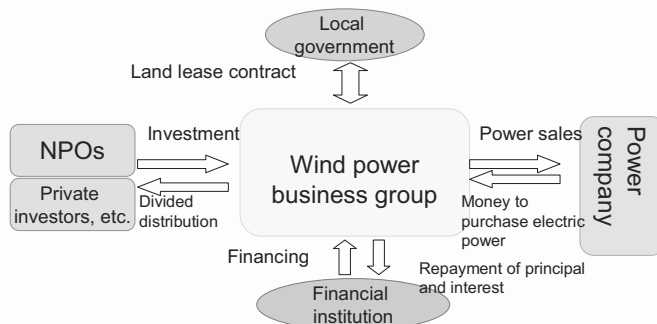 Local
government
Land lease contract
Investment
Power sales
NPOs
Private
investors, etc.
Wind power
business group
Power
company
Divided
distribution
Money to
purchase electric
power
Financing
Repayment of principal
and interest
Financial
institution